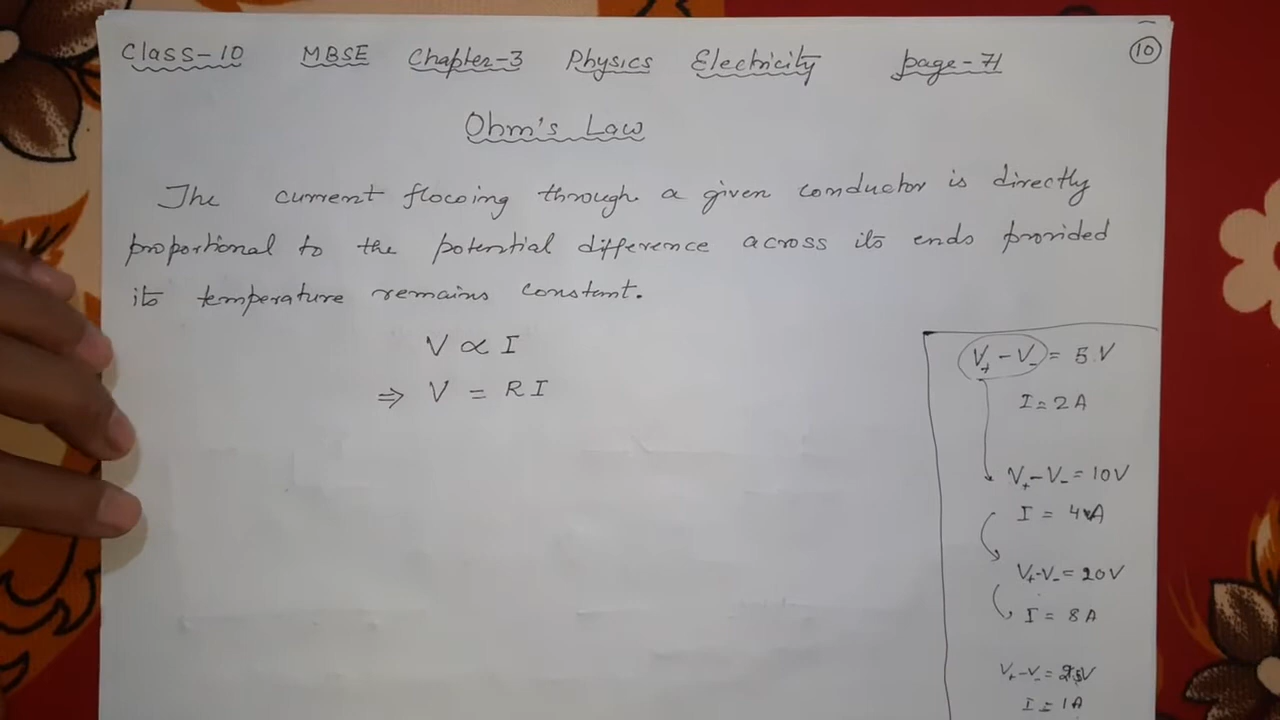 Class-10 MBSE Chapter-3 Physics Electricity page-71 10
Ohm's Law
The current flowing through a given conductor is directly
proportional to the potential difference across its ends provided
its temperature remains constant.
V ∝ I
⇒ V = RI
V₊ - V₋ = 5 V
I = 2 A
V₊ - V₋ = 10V
I = 4 A
V₊-V₋ = 20V
I = 8 A
V₊-V₋ =
I = 1A